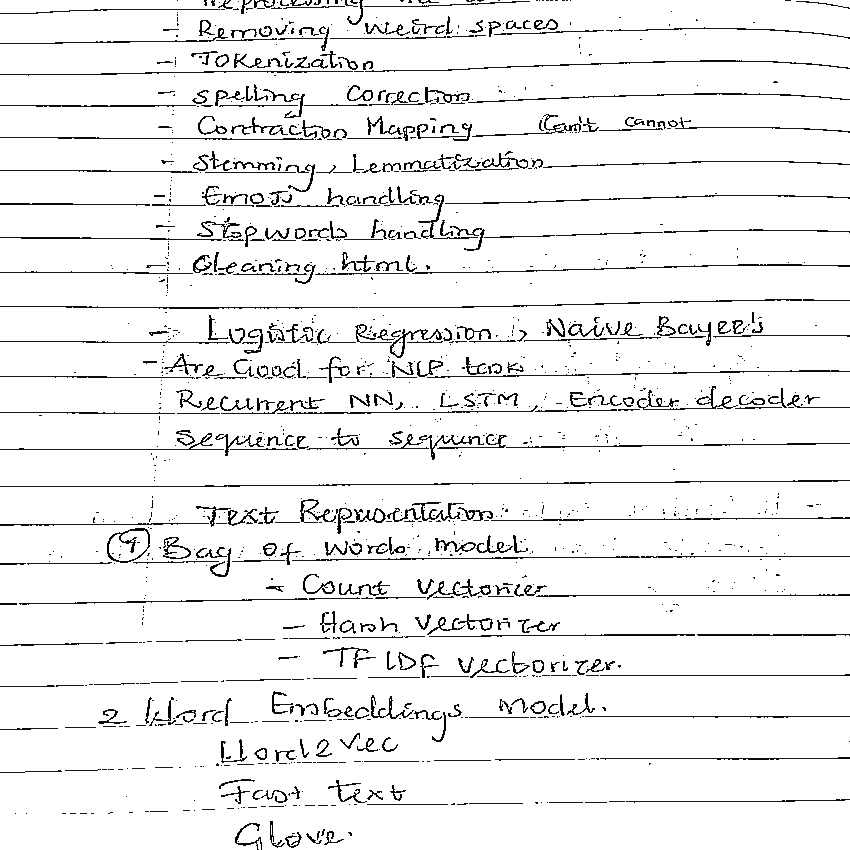 - Removing weird spaces
- Tokenization
- spelling Correction
- Contraction Mapping Can't cannot
- Stemming, Lemmatization
- Emoji handling
- Stopwords handling
- Cleaning html.
-> Logistic Regression, Naive Bayer's
- Are Good for NLP task
Recurrent NN, LSTM, Encoder decoder
Sequence to sequence
Text Representation
① Bag of words model
- Count Vectorizer
- Hash Vectorizer
- TF IDF Vectorizer.
2 Word Embeddings Model.
Word2Vec
Fast text
Glove.